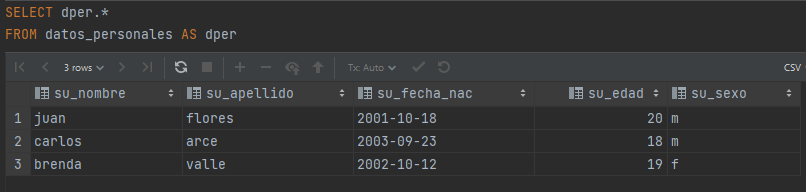 SELECT dper.*
FROM datos_personales AS dper
3 rows Tx: Auto CSV
su_nombre su_apellido su_fecha_nac su_edad su_sexo
1 juan flores 2001-10-18 20 m
2 carlos arce 2003-09-23 18 m
3 brenda valle 2002-10-12 19 f